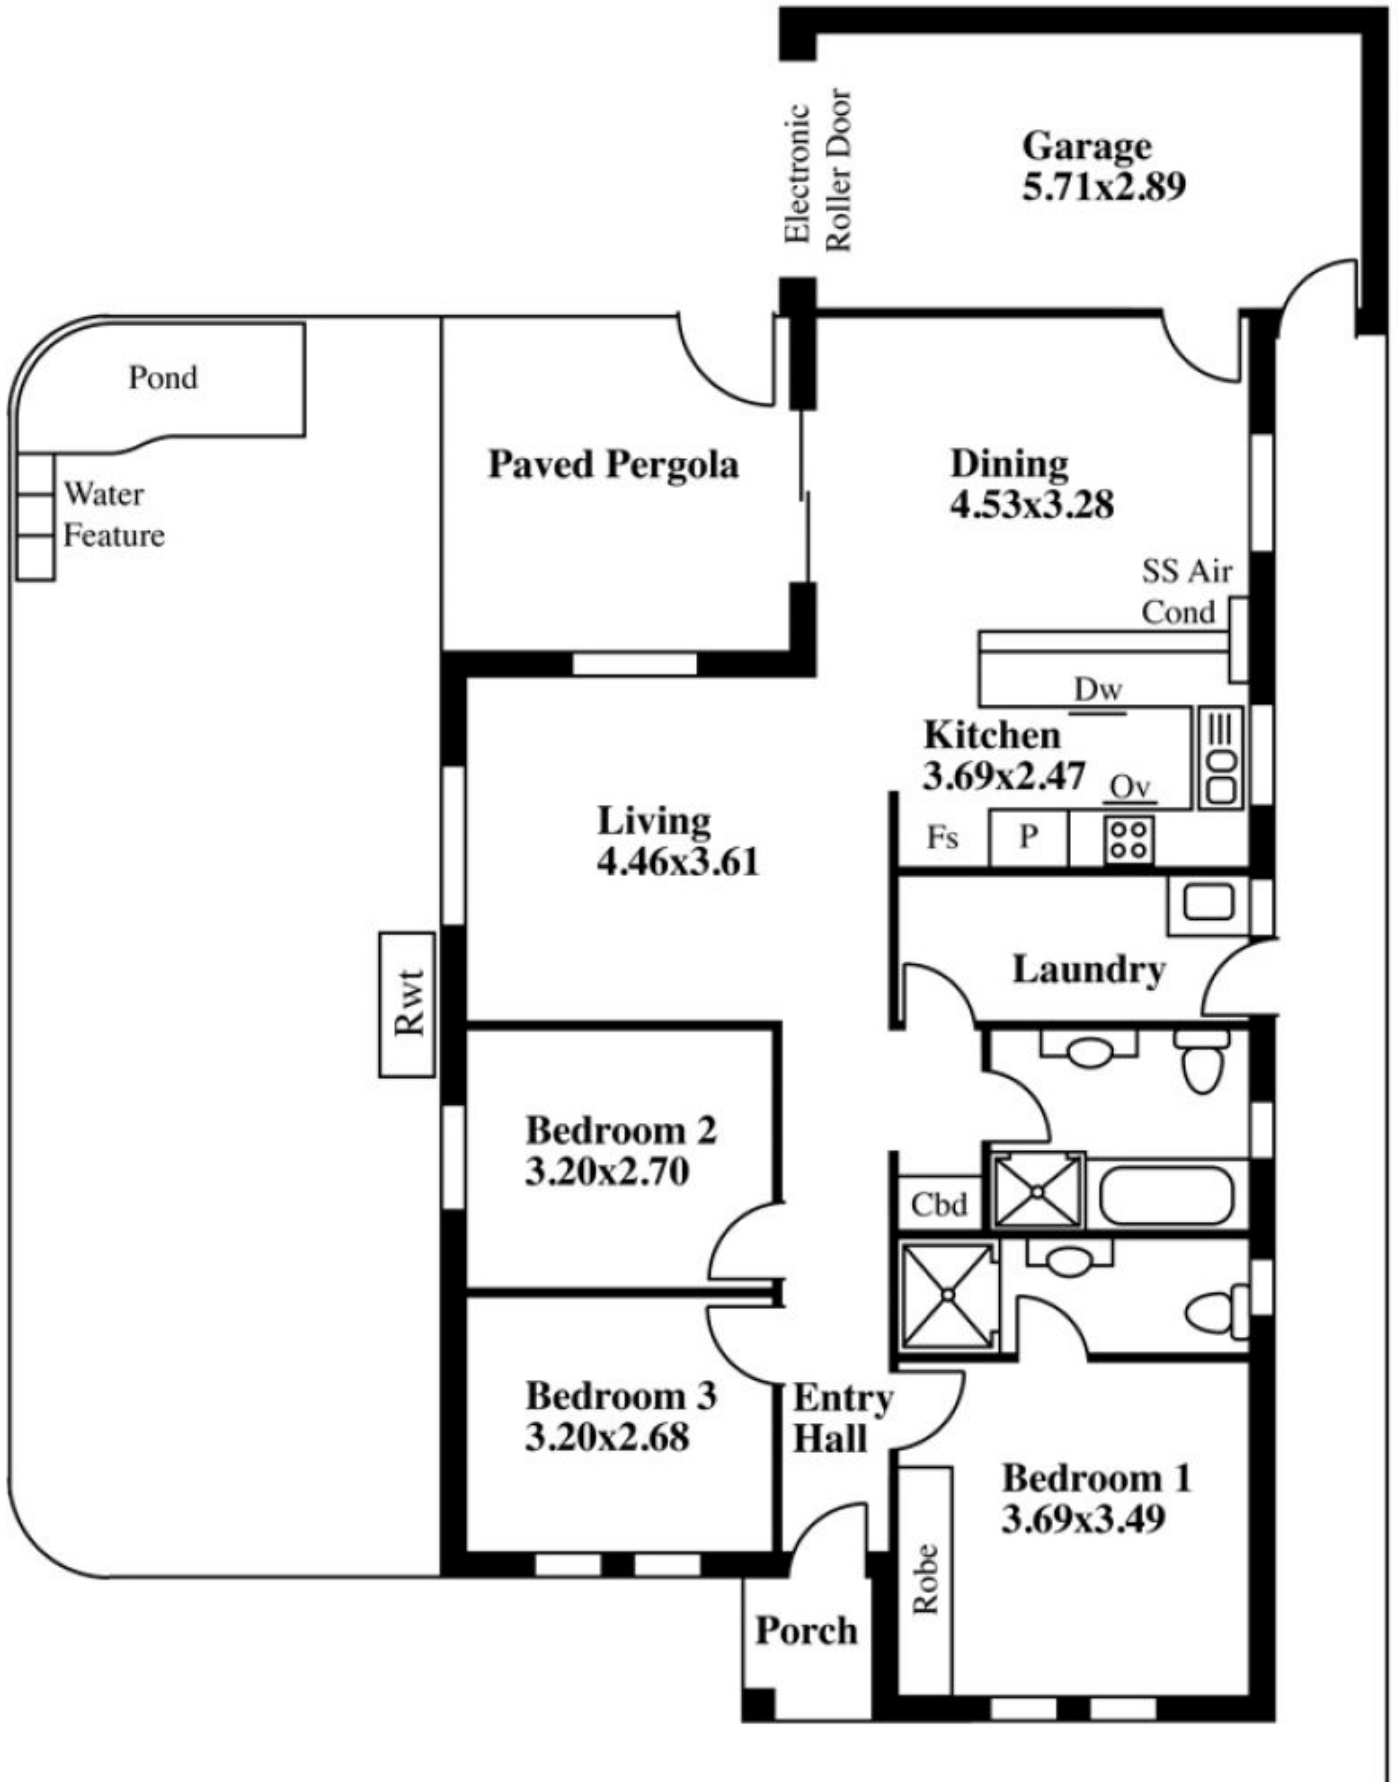 Electronic
Roller Door
Garage
5.71x2.89
Pond
Water
Feature
Paved Pergola
Dining
4.53x3.28
SS Air
Cond
Dw
Kitchen
3.69x2.47
Ov
Fs
P
Living
4.46x3.61
Rwt
Laundry
Bedroom 2
3.20x2.70
Cbd
Bedroom 3
3.20x2.68
Entry
Hall
Bedroom 1
3.69x3.49
Robe
Porch